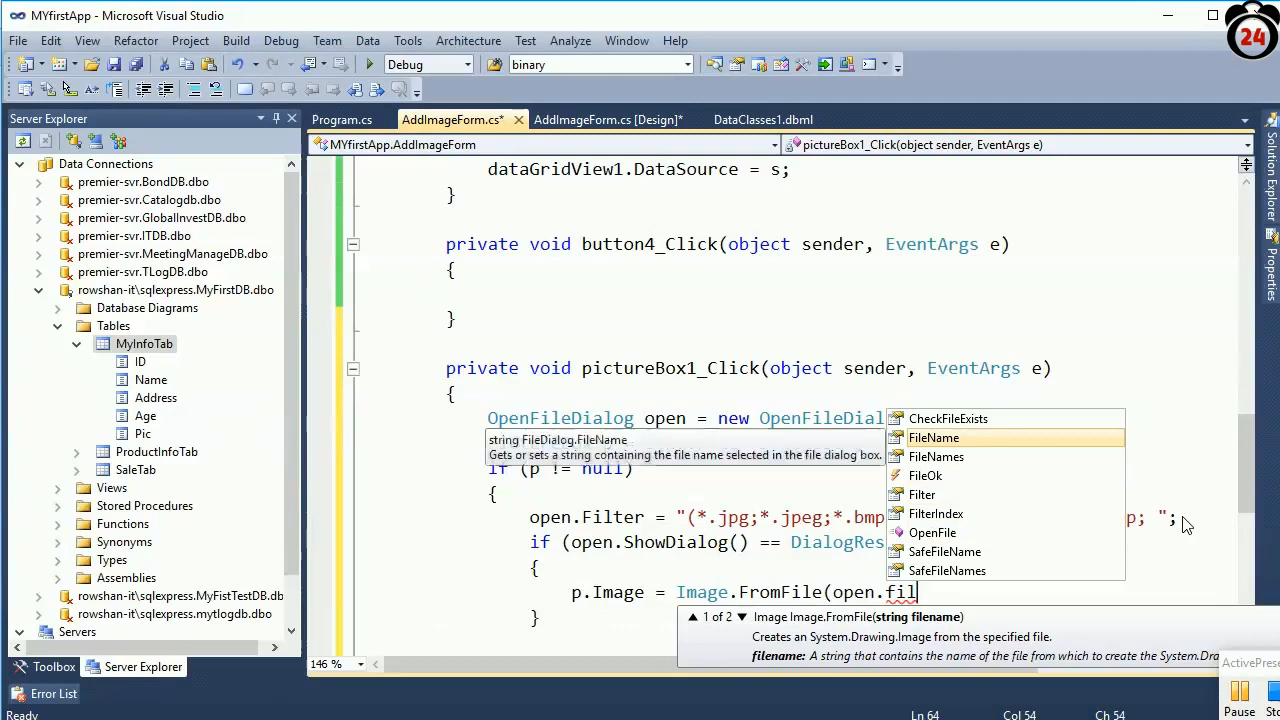 MYfirstApp - Microsoft Visual Studio
24
File Edit View Refactor Project Build Debug Team Data Tools Architecture Test Analyze Window Help
Debug
binary
Server Explorer
Program.cs
AddImageForm.cs*
AddImageForm.cs [Design]*
DataClasses1.dbml
MYfirstApp.AddImageForm
pictureBox1_Click(object sender, EventArgs e)
Data Connections
premier-svr.BondDB.dbo
premier-svr.Catalogdb.dbo
premier-svr.GlobalInvestDB.dbo
premier-svr.ITDB.dbo
premier-svr.MeetingManageDB.dbo
premier-svr.TLogDB.dbo
rowshan-it\sqlexpress.MyFirstDB.dbo
Database Diagrams
Tables
MyInfoTab
ID
Name
Address
Age
Pic
ProductInfoTab
SaleTab
Views
Stored Procedures
Functions
Synonyms
Types
Assemblies
rowshan-it\sqlexpress.MyFistTestDB.db
rowshan-it\sqlexpress.mytlogdb.dbo
Servers
Toolbox
Server Explorer
Error List
dataGridView1.DataSource = s;
}
private void button4_Click(object sender, EventArgs e)
{
}
private void pictureBox1_Click(object sender, EventArgs e)
{
OpenFileDialog open = new OpenFileDial
string FileDialog.FileName
Gets or sets a string containing the file name selected in the file dialog box.
if (p != null)
{
open.Filter = "(*.jpg;*.jpeg;*.bmp
p; ";
if (open.ShowDialog() == DialogRes
{
p.Image = Image.FromFile(open.fil
}
CheckFileExists
FileName
FileNames
FileOk
Filter
FilterIndex
OpenFile
SafeFileName
SafeFileNames
1 of 2 Image Image.FromFile(string filename)
Creates an System.Drawing.Image from the specified file.
filename: A string that contains the name of the file from which to create the System.Dra
146 %
Solution Explorer
Properties
ActivePrese
Pause
Sto
Ready
Ln 64
Col 54
Ch 54